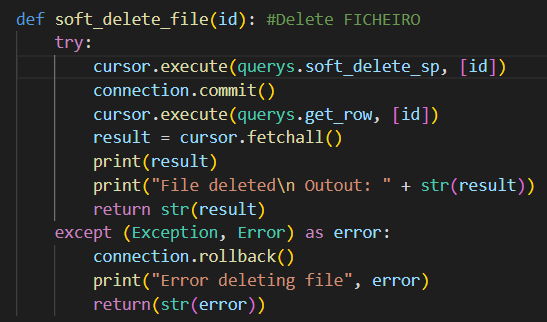 def soft_delete_file(id): #Delete FICHEIRO
    try:
        cursor.execute(querys.soft_delete_sp, [id])
        connection.commit()
        cursor.execute(querys.get_row, [id])
        result = cursor.fetchall()
        print(result)
        print("File deleted\n Outout: " + str(result))
        return str(result)
    except (Exception, Error) as error:
        connection.rollback()
        print("Error deleting file", error)
        return(str(error))